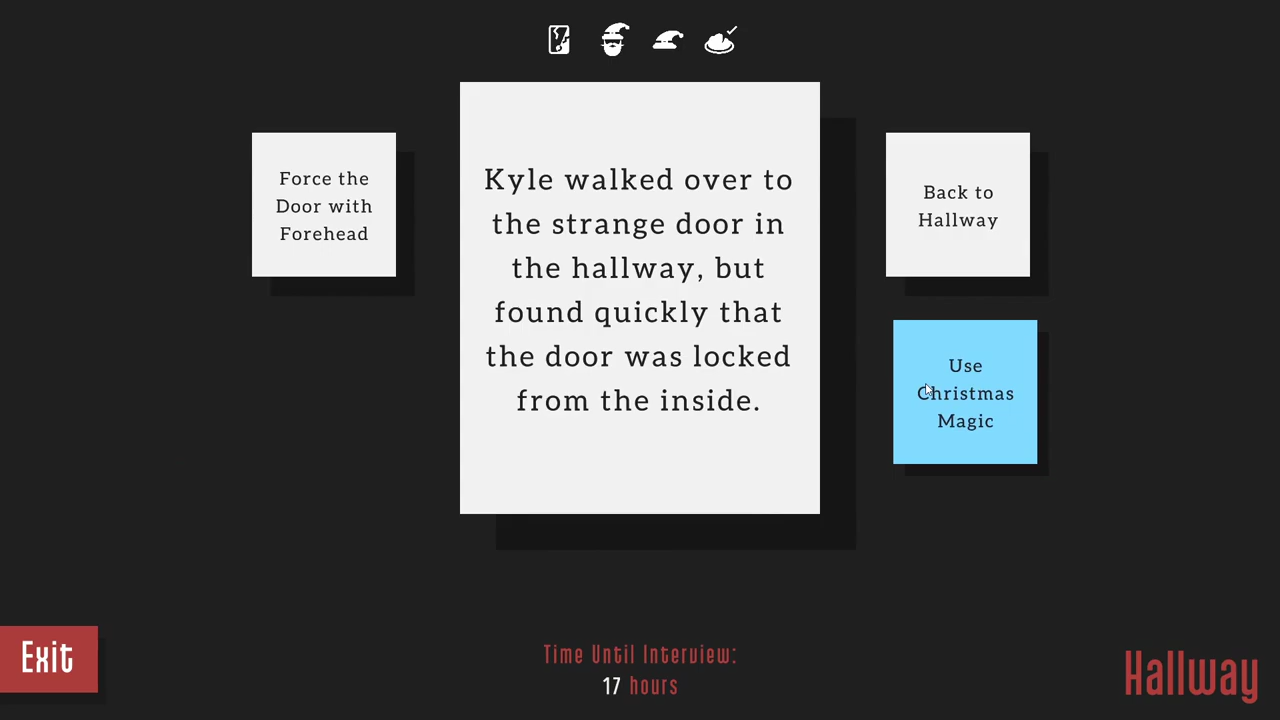 Force the
Door with
Forehead
Kyle walked over to
the strange door in
the hallway, but
found quickly that
the door was locked
from the inside.
Back to
Hallway
Use
Christmas
Magic
Exit
Time Until Interview:
17 hours
Hallway